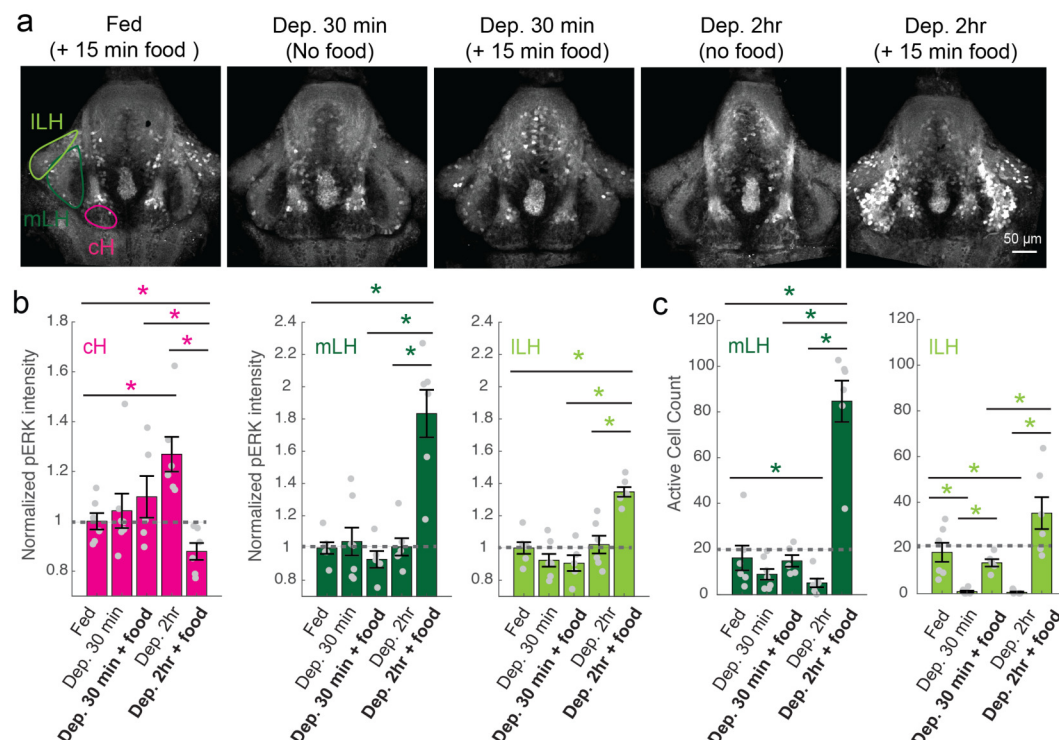 a
Fed
(+ 15 min food )
Dep. 30 min
(No food)
Dep. 30 min
(+ 15 min food)
Dep. 2hr
(no food)
Dep. 2hr
(+ 15 min food)
lLH
mLH
cH
50 µm
b
Normalized pERK intensity
1.8
1.6
1.4
1.2
1
0.8
cH
*
*
*
*
Fed
Dep. 30 min
Dep. 30 min + food
Dep. 2hr
Dep. 2hr + food
Normalized pERK intensity
2.4
2.2
2
1.8
1.6
1.4
1.2
1
0.8
mLH
*
*
*
Fed
Dep. 30 min
Dep. 30 min + food
Dep. 2hr
Dep. 2hr + food
2.4
2.2
2
1.8
1.6
1.4
1.2
1
0.8
lLH
*
*
*
Fed
Dep. 30 min
Dep. 30 min + food
Dep. 2hr
Dep. 2hr + food
c
Active Cell Count
120
100
80
60
40
20
0
mLH
*
*
*
*
Fed
Dep. 30 min
Dep. 30 min + food
Dep. 2hr
Dep. 2hr + food
120
100
80
60
40
20
0
lLH
*
*
*
*
*
Fed
Dep. 30 min
Dep. 30 min + food
Dep. 2hr
Dep. 2hr + food